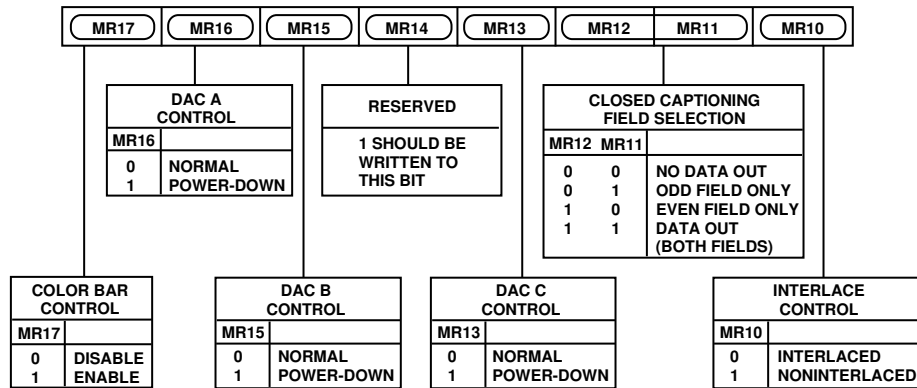 MR17 MR16 MR15 MR14 MR13 MR12 MR11 MR10
DAC A
CONTROL
MR16
0 NORMAL
1 POWER-DOWN
RESERVED
1 SHOULD BE
WRITTEN TO
THIS BIT
CLOSED CAPTIONING
FIELD SELECTION
MR12 MR11
0 0 NO DATA OUT
0 1 ODD FIELD ONLY
1 0 EVEN FIELD ONLY
1 1 DATA OUT
(BOTH FIELDS)
COLOR BAR
CONTROL
MR17
0 DISABLE
1 ENABLE
DAC B
CONTROL
MR15
0 NORMAL
1 POWER-DOWN
DAC C
CONTROL
MR13
0 NORMAL
1 POWER-DOWN
INTERLACE
CONTROL
MR10
0 INTERLACED
1 NONINTERLACED